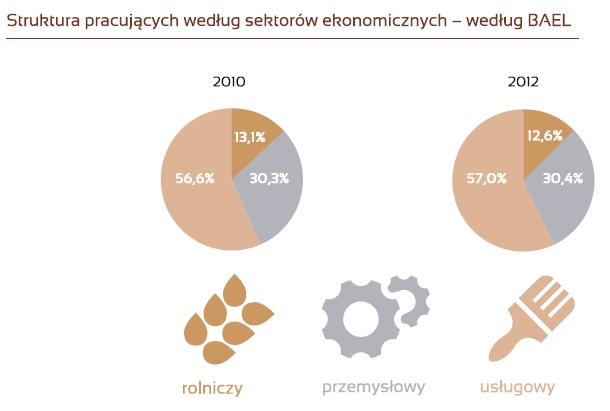 Struktura pracujących według sektorów ekonomicznych – według BAEL
2010
2012
13,1%
56,6%
30,3%
12,6%
57,0%
30,4%
rolniczy
przemysłowy
usługowy